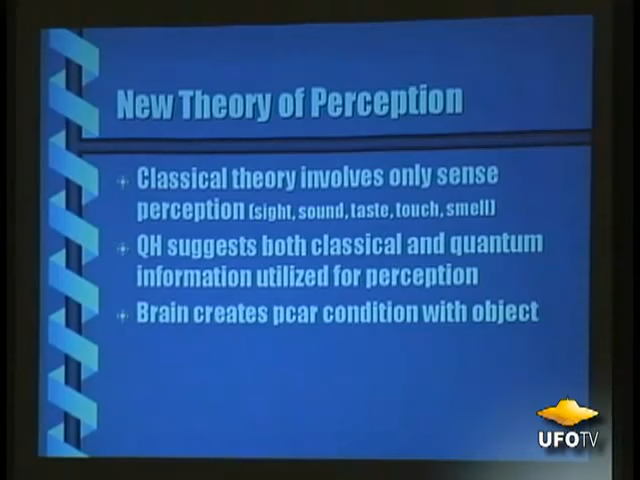 New Theory of Perception
Classical theory involves only sense
perception (sight, sound, taste, touch, smell)
QH suggests both classical and quantum
information utilized for perception
Brain creates pcar condition with object
UFOTV